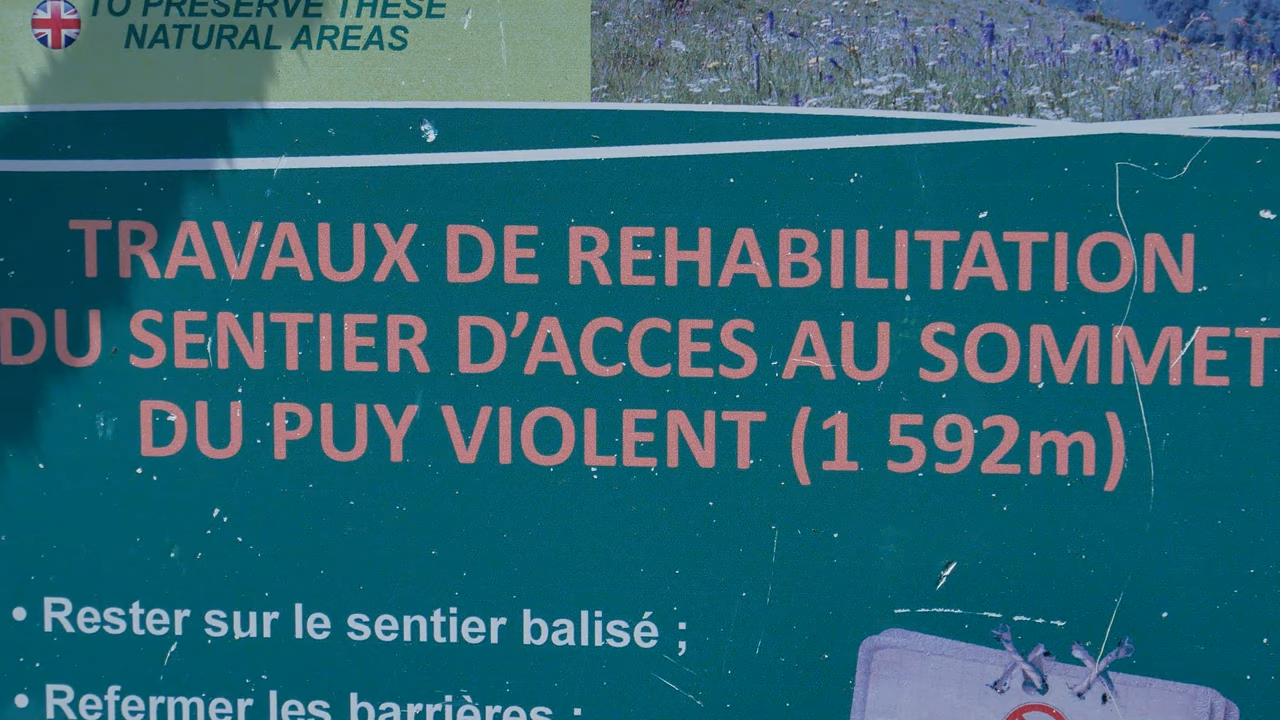 TO PRESERVE THESE
NATURAL AREAS
TRAVAUX DE REHABILITATION
DU SENTIER D’ACCES AU SOMMET
DU PUY VIOLENT (1 592m)
• Rester sur le sentier balisé ;
• Refermer les barrières ;